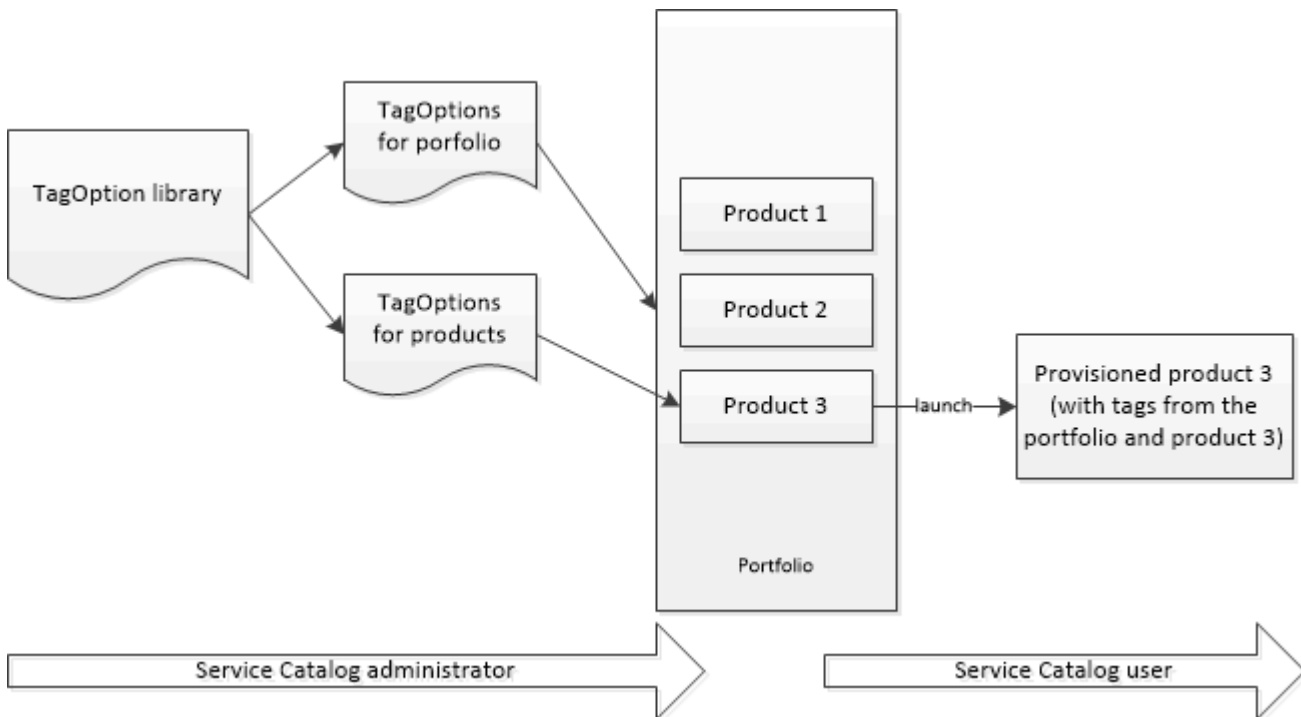 TagOption library
TagOptions
for porfolio
TagOptions
for products
Product 1
Product 2
Product 3
Portfolio
launch
Provisioned product 3
(with tags from the
portfolio and product 3)
Service Catalog administrator
Service Catalog user